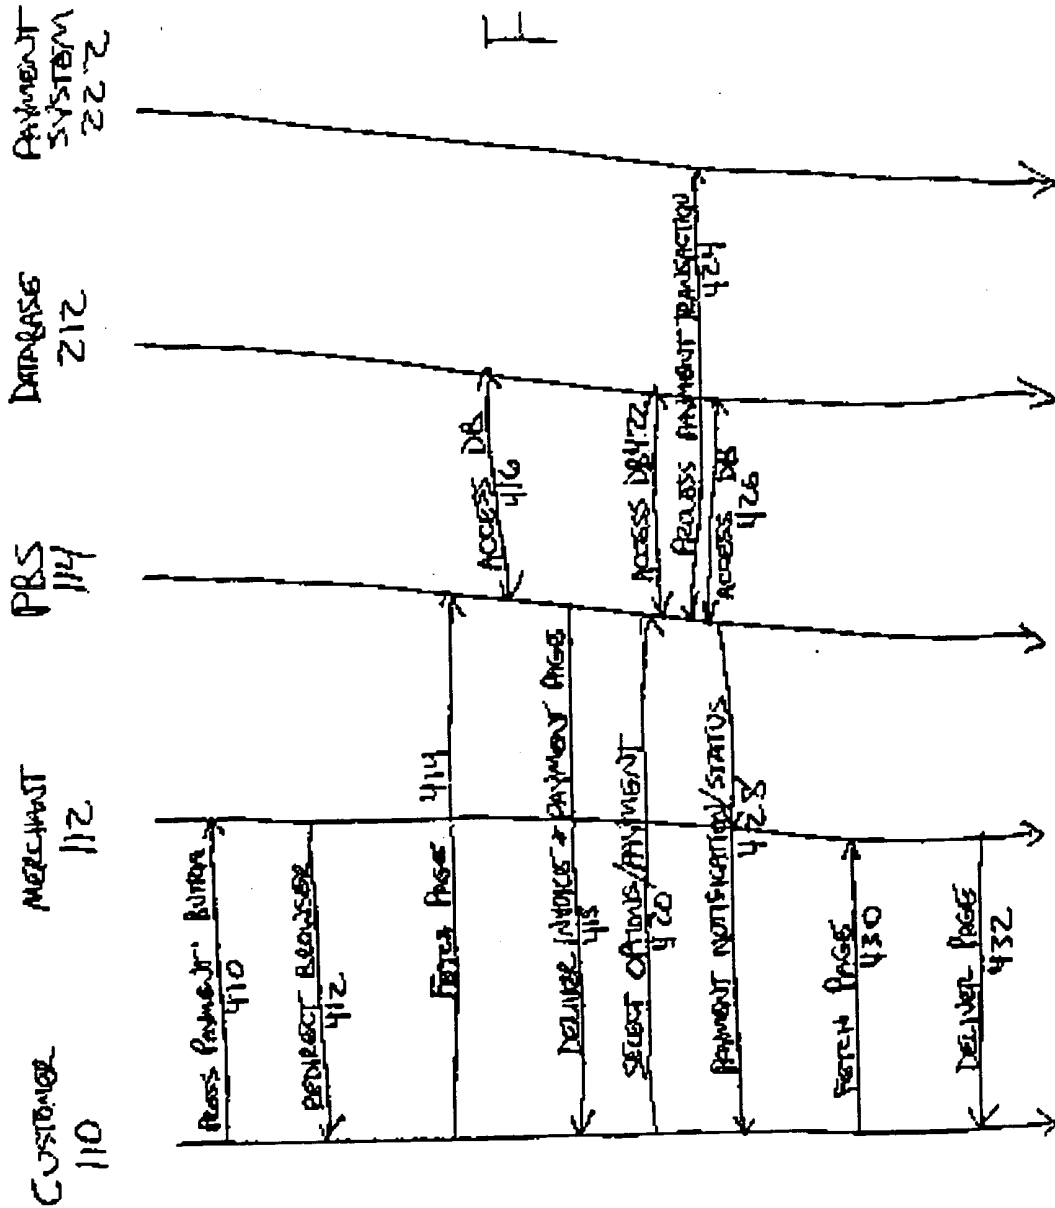 CUSTOMER
110
MERCHANT
112
PBS
114
DATABASE
212
PAYMENT
SYSTEM
222
PRESS PAYMENT BUTTON
410
REDIRECT BROWSER
412
FETCH PAGE 414
ACCESS DB
416
DELIVER INVOICE + PAYMENT PAGE
418
SELECT OPTIONS/PAYMENT
420
ACCESS DB 422
PROCESS PAYMENT TRANSACTION
424
ACCESS DB
426
PAYMENT NOTIFICATION/STATUS
428
FETCH PAGE
430
DELIVER PAGE
432